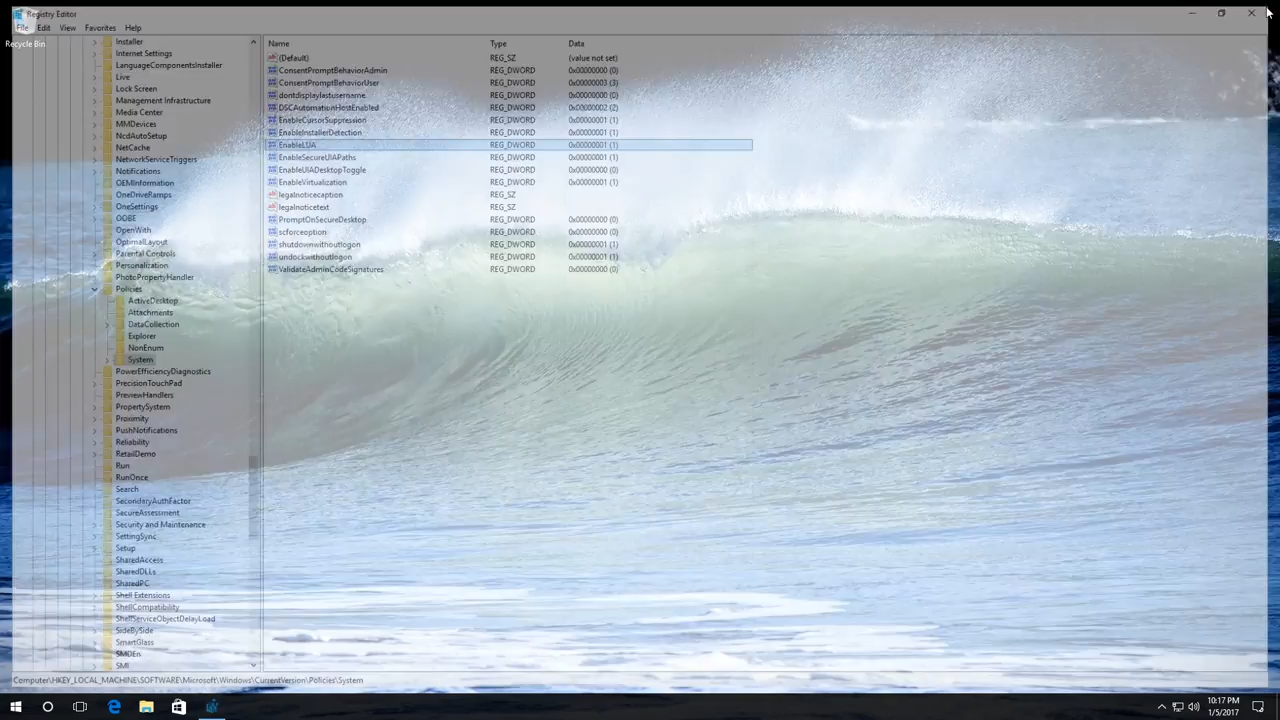 Registry Editor
File Edit View Favorites Help
Recycle Bin
Installer
Internet Settings
LanguageComponentsInstaller
Live
Lock Screen
Management Infrastructure
Media Center
MMDevices
NcdAutoSetup
NetCache
NetworkServiceTriggers
Notifications
OEMInformation
OneDriveRamps
OneSettings
OOBE
OpenWith
OptimalLayout
Parental Controls
Personalization
PhotoPropertyHandler
Policies
ActiveDesktop
Attachments
DataCollection
Explorer
NonEnum
System
PowerEfficiencyDiagnostics
PrecisionTouchPad
PreviewHandlers
PropertySystem
Proximity
PushNotifications
Reliability
RetailDemo
Run
RunOnce
Search
SecondaryAuthFactor
SecureAssessment
Security and Maintenance
SettingSync
Setup
SharedAccess
SharedDLLs
SharedPC
Shell Extensions
ShellCompatibility
ShellServiceObjectDelayLoad
SideBySide
SmartGlass
SMDEn
SMI
Name Type Data
(Default) REG_SZ (value not set)
ConsentPromptBehaviorAdmin REG_DWORD 0x00000000 (0)
ConsentPromptBehaviorUser REG_DWORD 0x00000003 (3)
dontdisplaylastusername REG_DWORD 0x00000000 (0)
DSCAutomationHostEnabled REG_DWORD 0x00000002 (2)
EnableCursorSuppression REG_DWORD 0x00000001 (1)
EnableInstallerDetection REG_DWORD 0x00000001 (1)
EnableLUA REG_DWORD 0x00000001 (1)
EnableSecureUIAPaths REG_DWORD 0x00000001 (1)
EnableUIADesktopToggle REG_DWORD 0x00000000 (0)
EnableVirtualization REG_DWORD 0x00000001 (1)
legalnoticecaption REG_SZ
legalnoticetext REG_SZ
PromptOnSecureDesktop REG_DWORD 0x00000000 (0)
scforceoption REG_DWORD 0x00000000 (0)
shutdownwithoutlogon REG_DWORD 0x00000001 (1)
undockwithoutlogon REG_DWORD 0x00000001 (1)
ValidateAdminCodeSignatures REG_DWORD 0x00000000 (0)
Computer\HKEY_LOCAL_MACHINE\SOFTWARE\Microsoft\Windows\CurrentVersion\Policies\System
10:17 PM
1/5/2017